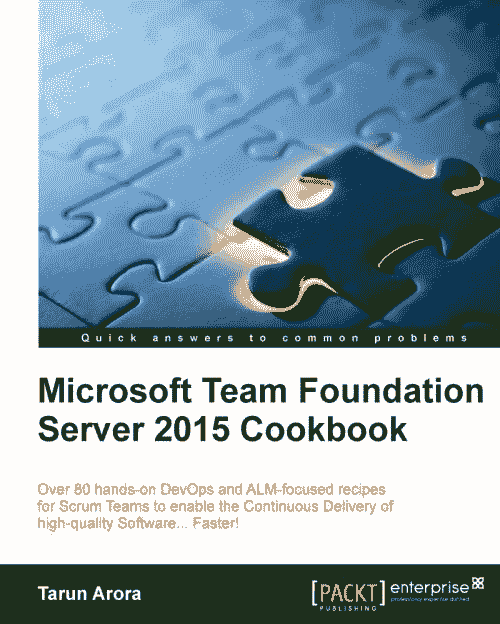 Quick answers to common problems
Microsoft Team Foundation
Server 2015 Cookbook
Over 80 hands-on DevOps and ALM-focused recipes
for Scrum Teams to enable the Continuous Delivery of
high-quality Software... Faster!
Tarun Arora
[PACKT] enterprise
PUBLISHING
professional expertise distilled